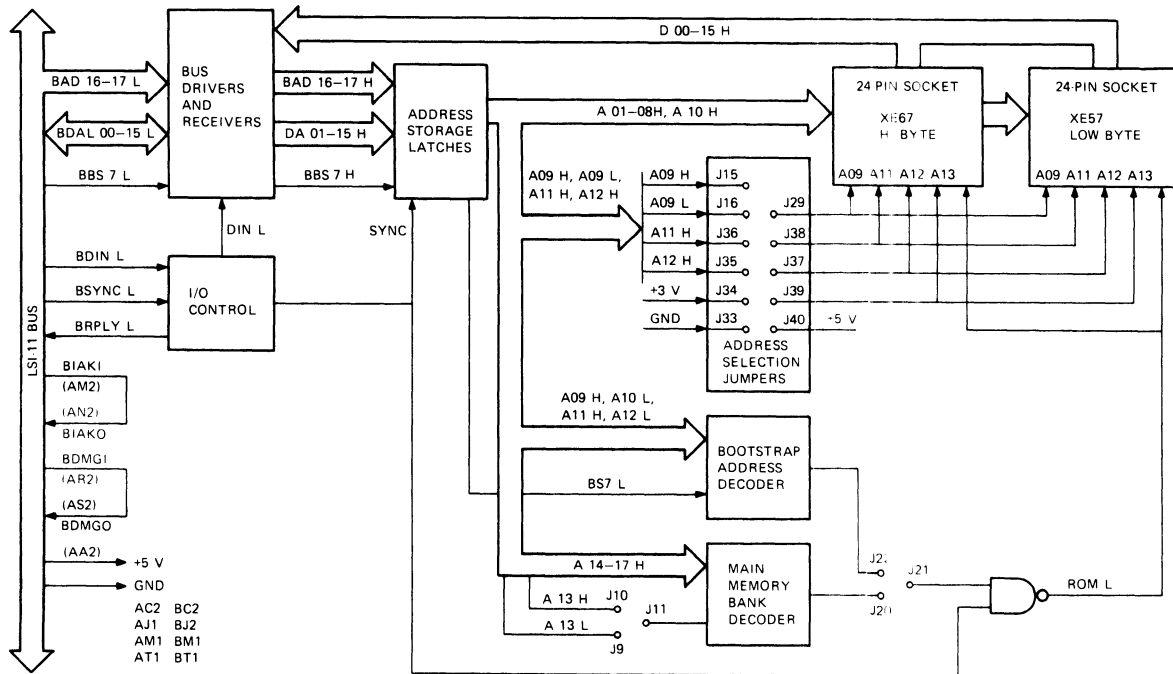 D 00-15 H
BUS
DRIVERS
AND
RECEIVERS
BAD 16-17 L
BAD 16-17 H
BDAL 00-15 L
DA 01-15 H
BBS 7 L
BBS 7 H
ADDRESS
STORAGE
LATCHES
A 01-08H, A 10 H
24 PIN SOCKET
XE67
H BYTE
A09 A11 A12 A13
24-PIN SOCKET
XE57
LOW BYTE
A09 A11 A12 A13
DIN L
SYNC
BDIN L
BSYNC L
BRPLY L
I/O
CONTROL
LSI-11 BUS
A09 H, A09 L,
A11 H, A12 H
A09 H
J15
A09 L
J16
J29
A11 H
J36
J38
A12 H
J35
J37
+3 V
J34
J39
GND
J33
J40
+5 V
ADDRESS
SELECTION
JUMPERS
BIAKI
(AM2)
(AN2)
BIAKO
BDMGI
(AR2)
(AS2)
BDMGO
(AA2)
+5 V
GND
AC2 BC2
AJ1 BJ2
AM1 BM1
AT1 BT1
A09 H, A10 L,
A11 H, A12 L
BS7 L
BOOTSTRAP
ADDRESS
DECODER
A 14-17 H
MAIN
MEMORY
BANK
DECODER
A 13 H
J10
J11
A 13 L
J9
J21
J20
ROM L